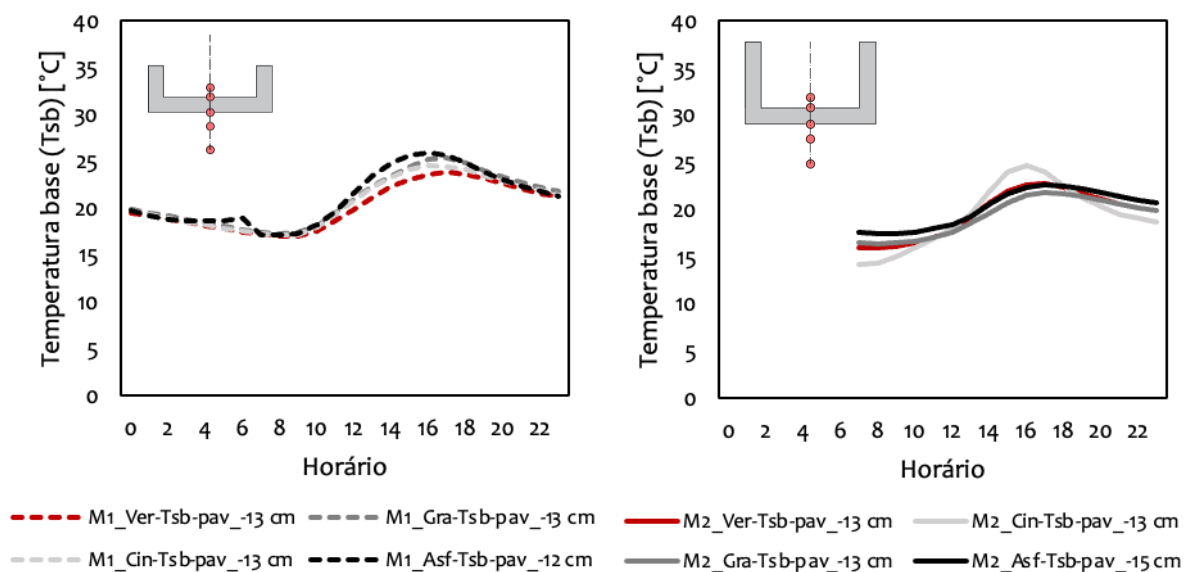 Temperatura base (Tsb) [˚C]
40
35
30
25
20
15
10
5
0
0 2 4 6 8 10 12 14 16 18 20 22
Horário
M1_Ver-Tsb-pav_-13 cm M1_Gra-Tsb-pav_-13 cm
M1_Cin-Tsb-pav_-13 cm M1_Asf-Tsb-pav_-12 cm
Temperatura base (Tsb) [˚C]
40
35
30
25
20
15
10
5
0
0 2 4 6 8 10 12 14 16 18 20 22
Horário
M2_Ver-Tsb-pav_-13 cm M2_Cin-Tsb-pav_-13 cm
M2_Gra-Tsb-pav_-13 cm M2_Asf-Tsb-pav_-15 cm